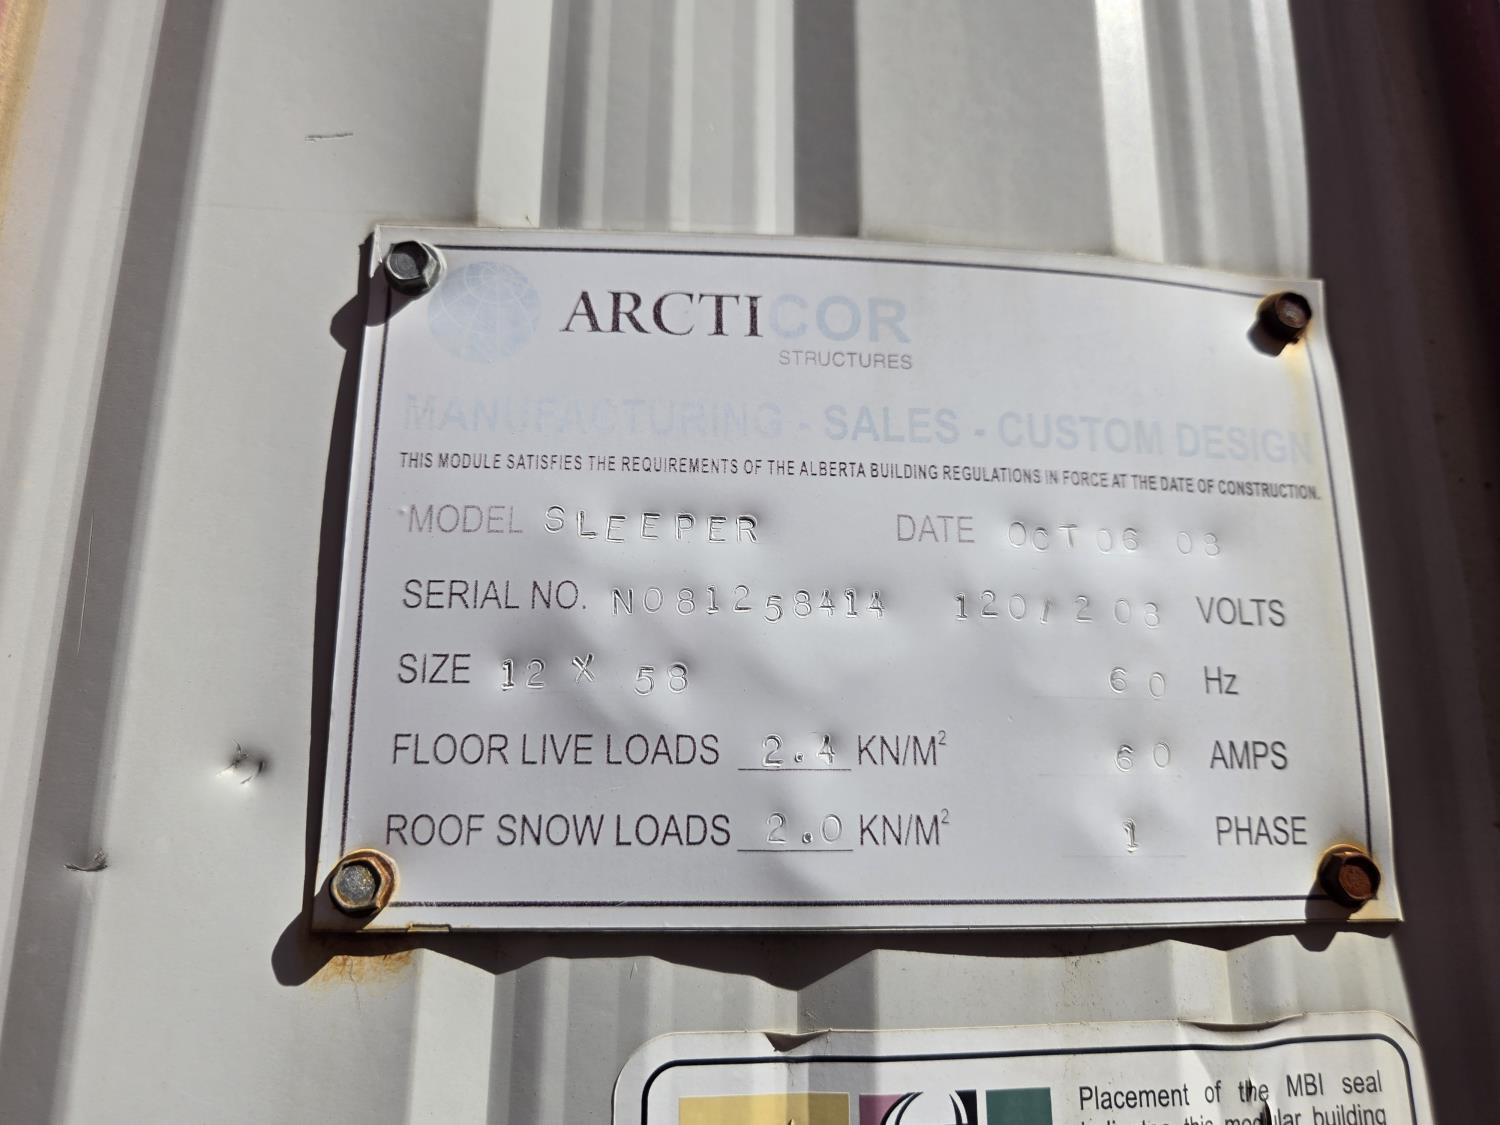 ARCTICOR
STRUCTURES
MANUFACTURING - SALES - CUSTOM DESIGN
THIS MODULE SATISFIES THE REQUIREMENTS OF THE ALBERTA BUILDING REGULATIONS IN FORCE AT THE DATE OF CONSTRUCTION.
MODEL SLEEPER DATE OCT 06 08
SERIAL NO. N081258414 120/208 VOLTS
SIZE 12 X 58 60 Hz
FLOOR LIVE LOADS 2.4 KN/M² 60 AMPS
ROOF SNOW LOADS 2.0 KN/M² 1 PHASE
Placement of the MBI seal
this modular building